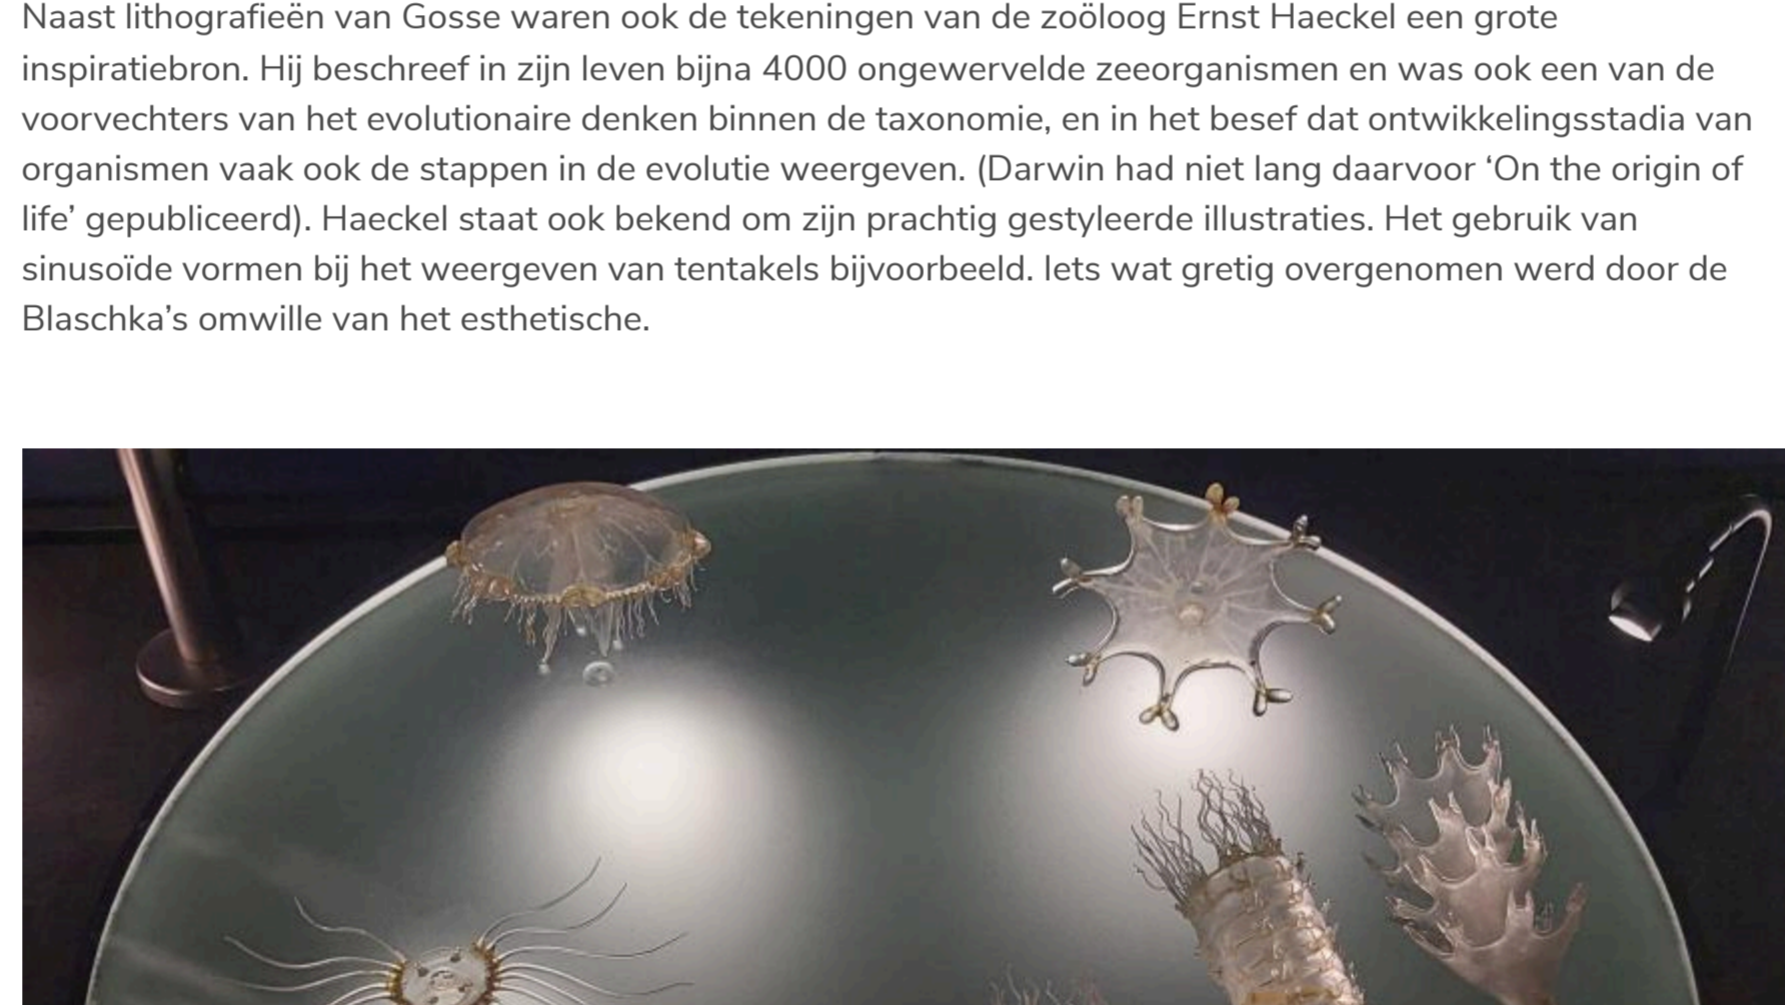 Naast lithografieën van Gosse waren ook de tekeningen van de zoöloog Ernst Haeckel een grote
inspiratiebron. Hij beschreef in zijn leven bijna 4000 ongewervelde zeeorganismen en was ook een van de
voorvechters van het evolutionaire denken binnen de taxonomie, en in het besef dat ontwikkelingsstadia van
organismen vaak ook de stappen in de evolutie weergeven. (Darwin had niet lang daarvoor ‘On the origin of
life’ gepubliceerd). Haeckel staat ook bekend om zijn prachtig gestyleerde illustraties. Het gebruik van
sinusoïde vormen bij het weergeven van tentakels bijvoorbeeld. Iets wat gretig overgenomen werd door de
Blaschka’s omwille van het esthetische.